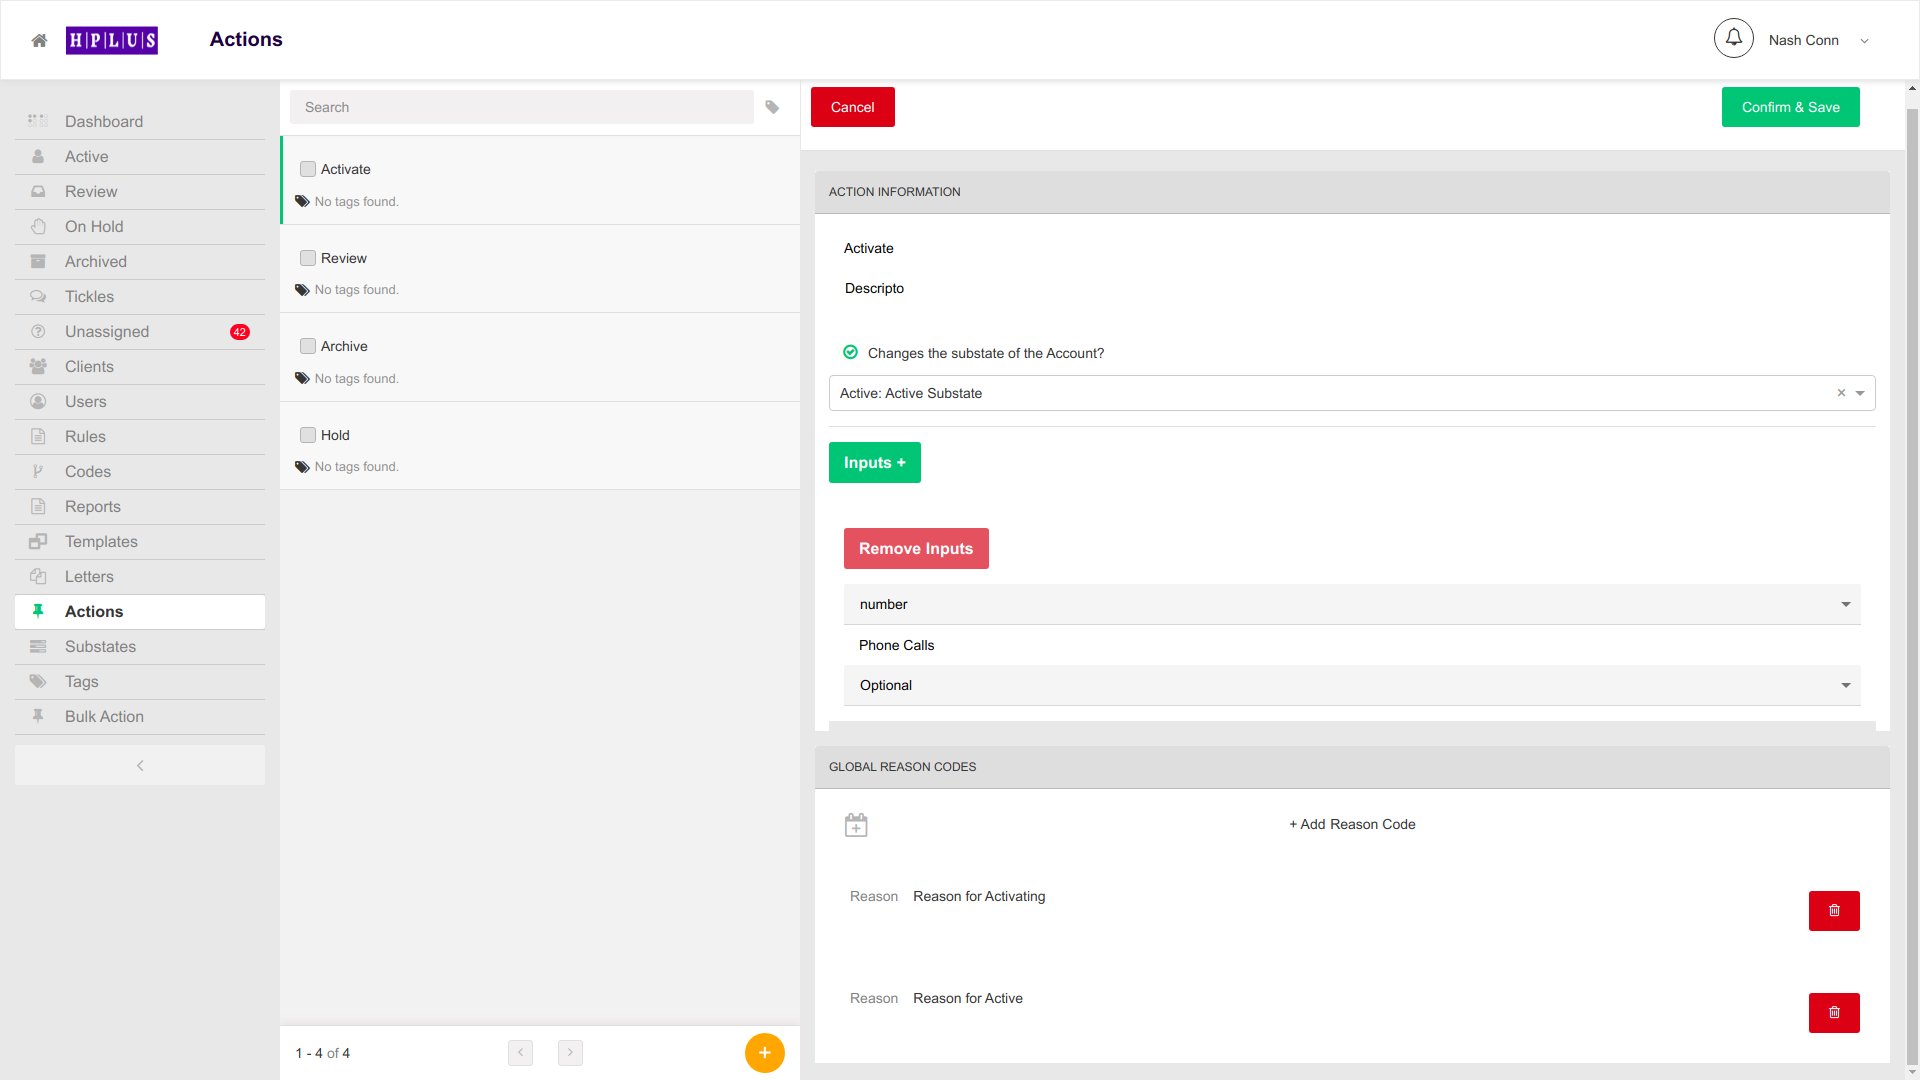 H|P|L|U|S
Actions
Nash Conn
Dashboard
Active
Review
On Hold
Archived
Tickles
Unassigned
42
Clients
Users
Rules
Codes
Reports
Templates
Letters
Actions
Substates
Tags
Bulk Action
Search
Activate
No tags found.
Review
No tags found.
Archive
No tags found.
Hold
No tags found.
1 - 4 of 4
+
Cancel
Confirm & Save
ACTION INFORMATION
Activate
Descripto
Changes the substate of the Account?
Active: Active Substate
Inputs +
Remove Inputs
number
Phone Calls
Optional
GLOBAL REASON CODES
+ Add Reason Code
Reason Reason for Activating
Reason Reason for Active